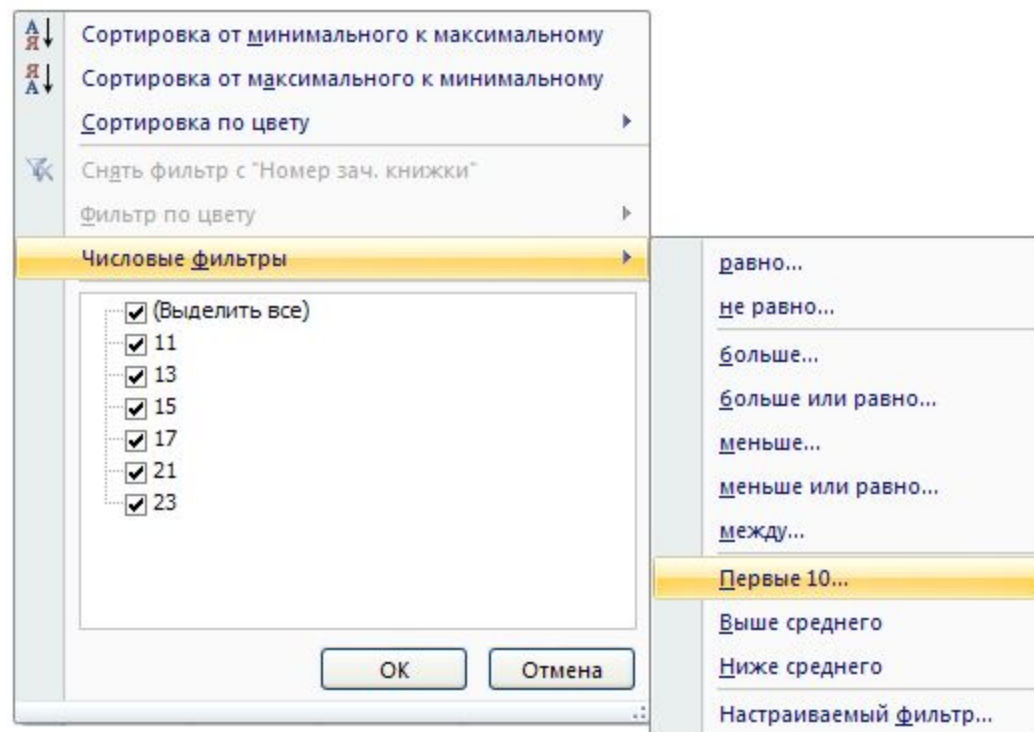 Сортировка от минимального к максимальному
Сортировка от максимального к минимальному
Сортировка по цвету
Снять фильтр с "Номер зач. книжки"
Фильтр по цвету
Числовые фильтры
(Выделить все)
11
13
15
17
21
23
ОК
Отмена
равно...
не равно...
больше...
больше или равно...
меньше...
меньше или равно...
между...
Первые 10...
Выше среднего
Ниже среднего
Настраиваемый фильтр...